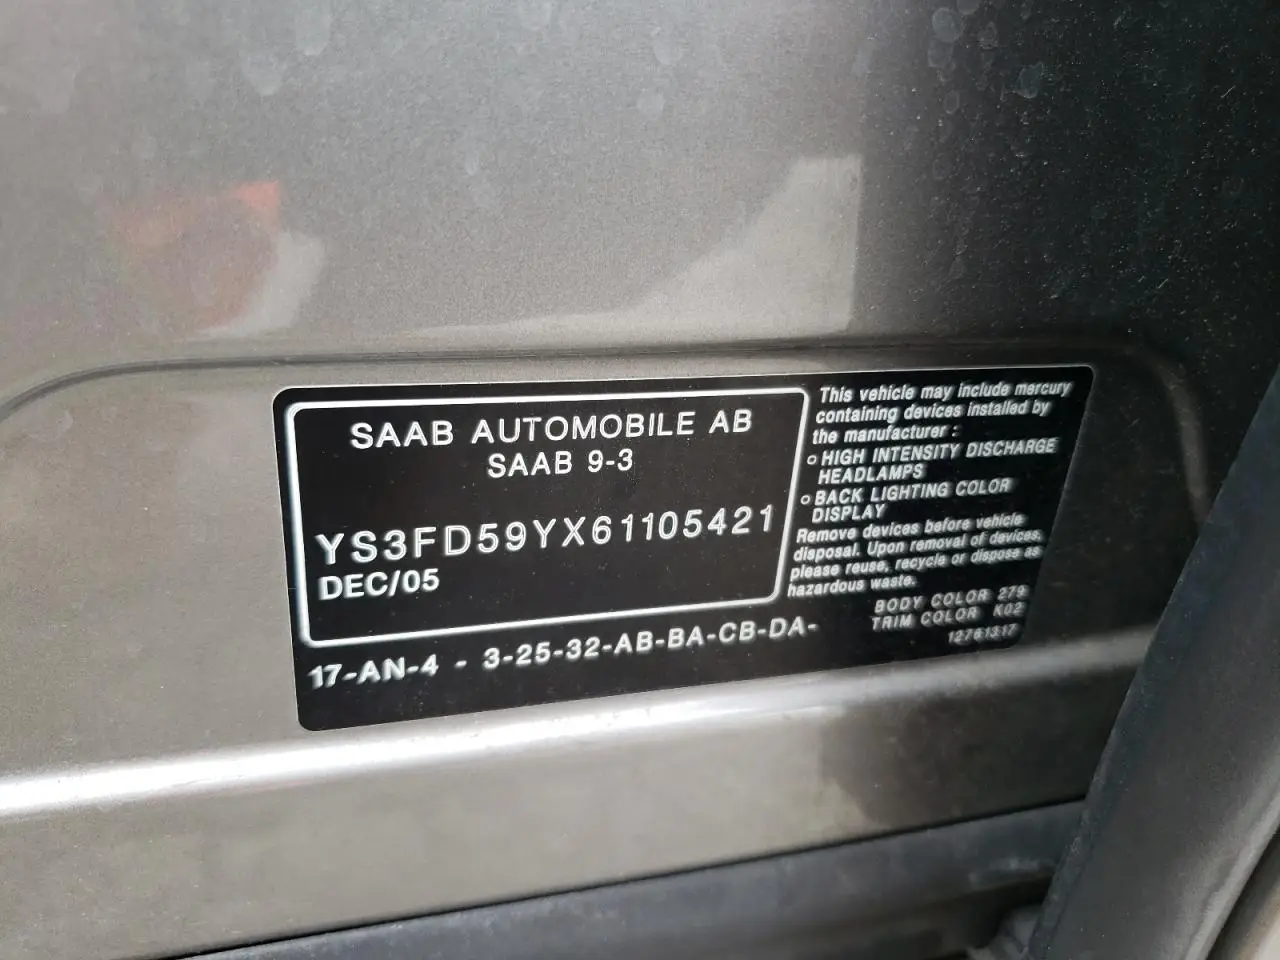 SAAB AUTOMOBILE AB
SAAB 9-3
YS3FD59YX61105421
DEC/05
17-AN-4 - 3-25-32-AB-BA-CB-DA-
This vehicle may include mercury
containing devices installed by
the manufacturer :
o HIGH INTENSITY DISCHARGE
HEADLAMPS
o BACK LIGHTING COLOR
DISPLAY
Remove devices before vehicle
disposal. Upon removal of devices,
please reuse, recycle or dispose as
hazardous waste.
BODY COLOR 279
TRIM COLOR K02
12761317